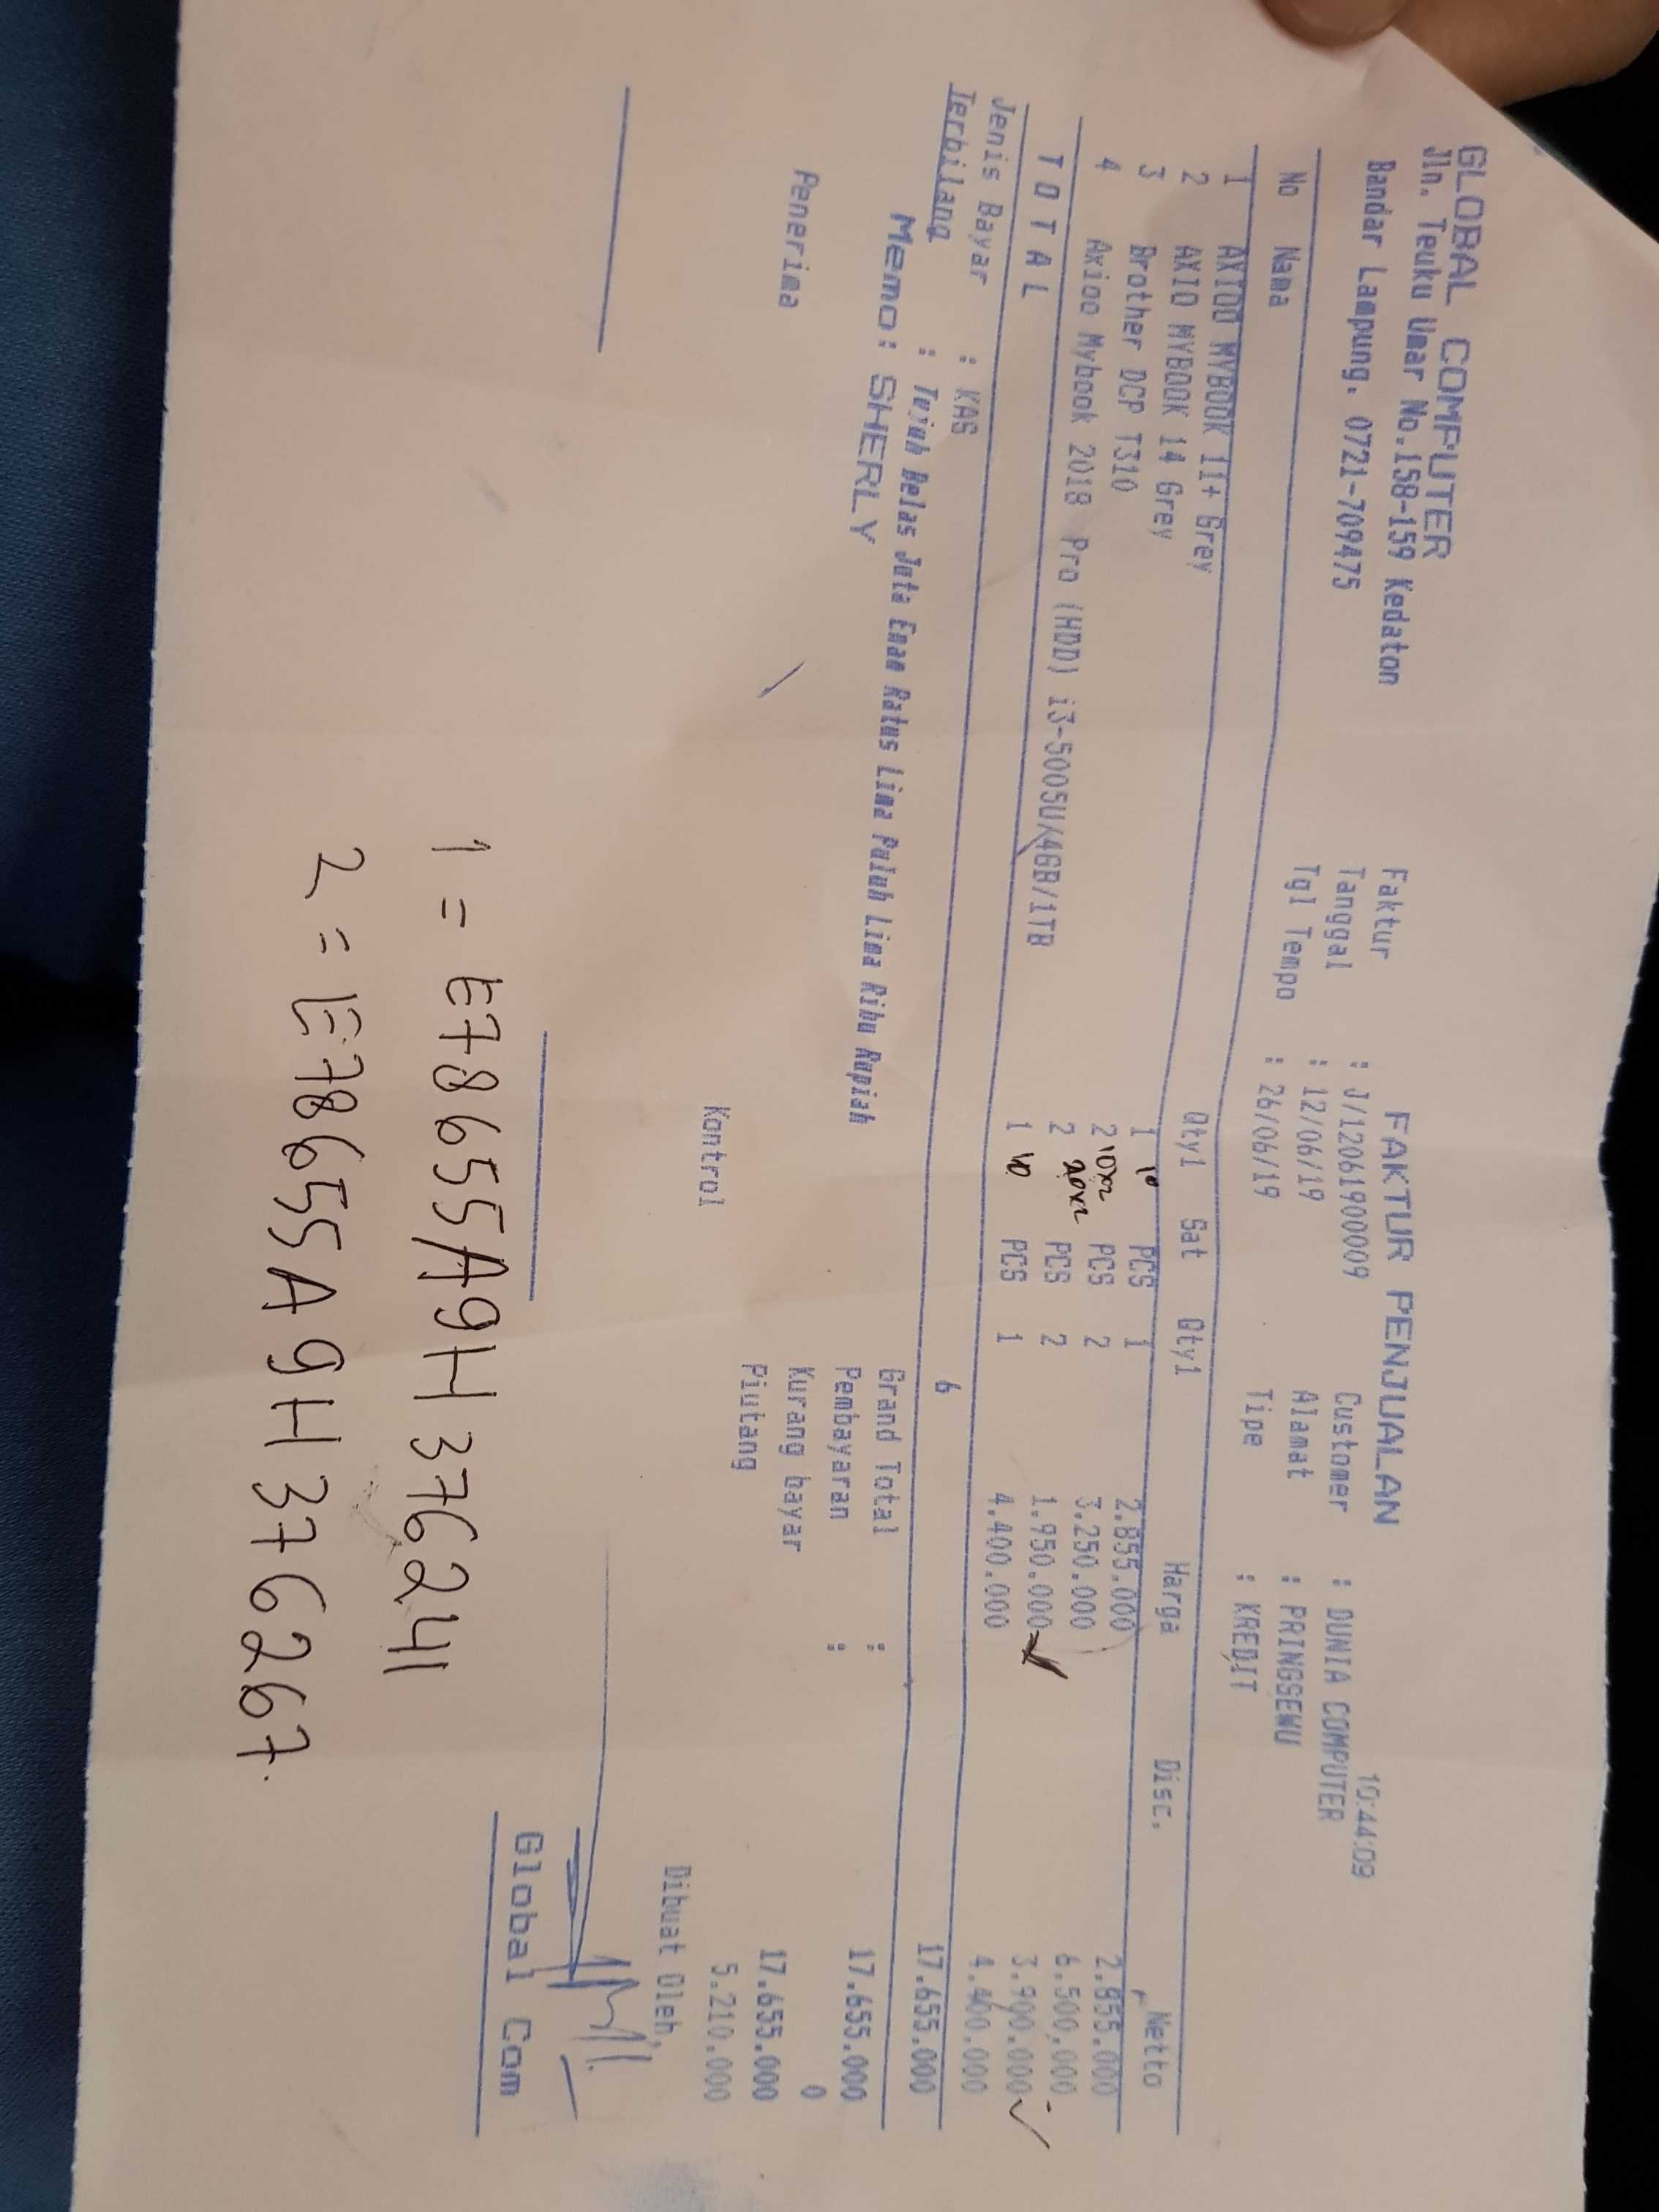 GLOBAL COMPUTER
Jln. Teuku Umar No.158-159 Kedaton
Bandar Lampung. 0721-709475
FAKTUR PENJUALAN
10:44:09
Faktur : J/12061900009 Customer : DUNIA COMPUTER
Tanggal : 12/06/19 Alamat : PRINGSEWU
Tgl Tempo : 26/06/19 Tipe : KREDIT
No Nama Qty1 Sat Qty1 Harga Disc. Netto
1 AXIOO MYBOOK 11+ Grey 1 PCS 1 2.855.000 2.855.000
2 AXIO MYBOOK 14 Grey 2 10x2 PCS 2 3.250.000 6.500.000
3 Brother DCP T310 2 20x2 PCS 2 1.950.000 3.900.000
4 Axioo Mybook 2018 Pro (HDD) i3-5005U/4GB/1TB 1 10 PCS 1 4.400.000 4.400.000
T O T A L 6 17.655.000
Jenis Bayar : KAS Grand Total : 17.655.000
Terbilang : Tujuh Belas Juta Enam Ratus Lima Puluh Lima Ribu Rupiah Pembayaran : 0
Memo: SHERLY Kurang bayar 17.655.000
Piutang 5.210.000
Penerima Kontrol Dibuat Oleh,
Global Com
1 = E78655A9H376241
2 = E78655A9H376267.